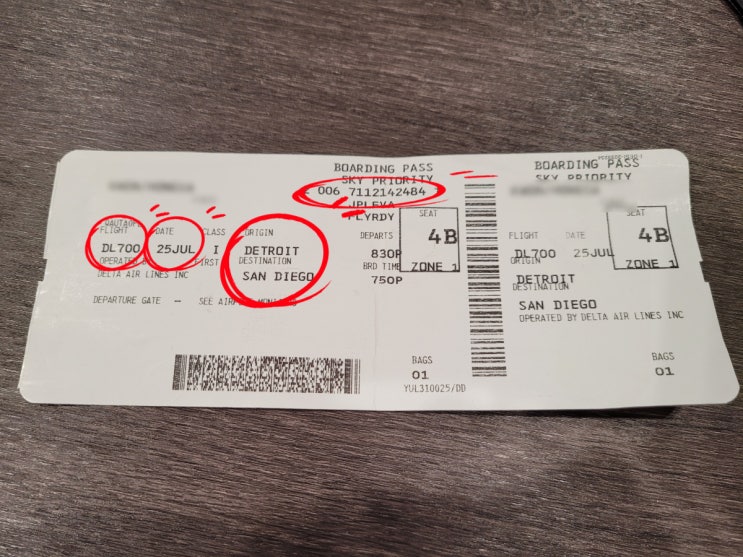 BOARDING PASS
SKY PRIORITY
006 7112142484
FLIGHT DATE CLASS ORIGIN
DL700 25JUL I DETROIT
OPERATED FIRST DESTINATION
DELTA AIR LINES INC SAN DIEGO
DEPARTURE GATE -- SEE
DEPARTS
830P
BRD TIME
750P
SEAT
4B
ZONE 1
BAGS
01
YUL310025/DD
BOARDING PASS
SKY PRIORITY
FLIGHT DATE
DL700 25JUL
ORIGIN
DETROIT
DESTINATION
SAN DIEGO
OPERATED BY DELTA AIR LINES INC
SEAT
4B
ZONE 1
BAGS
01